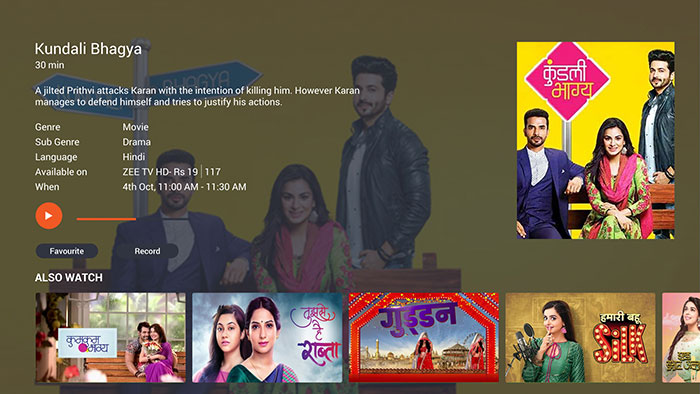 Kundali Bhagya
30 min
A jilted Prithvi attacks Karan with the intention of killing him. However Karan
manages to defend himself and tries to justify his actions.
Genre Movie
Sub Genre Drama
Language Hindi
Available on ZEE TV HD- Rs 19 | 117
When 4th Oct, 11:00 AM - 11:30 AM
Favourite Record
कुंडली
भाग्य
BHAGYA
ALSO WATCH
कुमकुम
भाग्य
तुझसे
है
राब्ता
गुड्डन
हमारी बहू
SilK